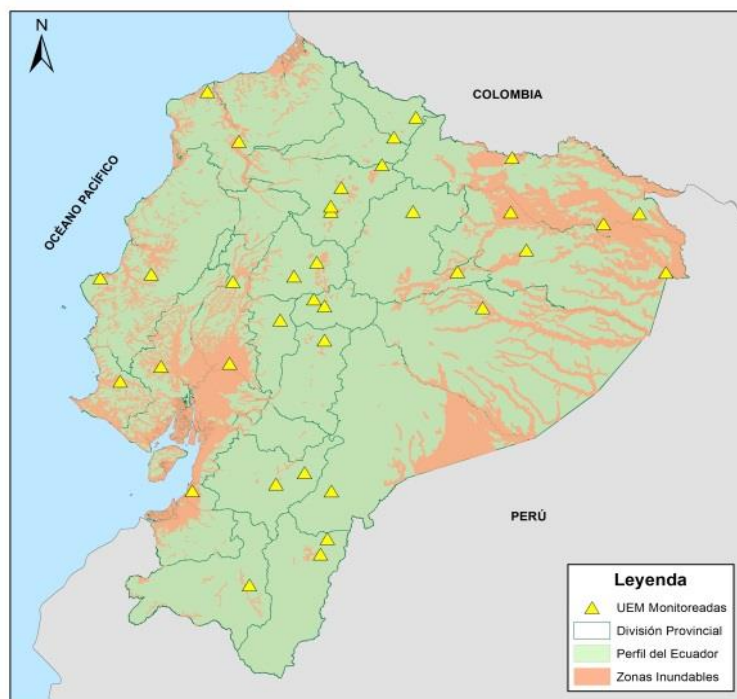 N
COLOMBIA
OCÉANO PACÍFICO
PERÚ
Leyenda
UEM Monitoreadas
División Provincial
Perfil del Ecuador
Zonas Inundables